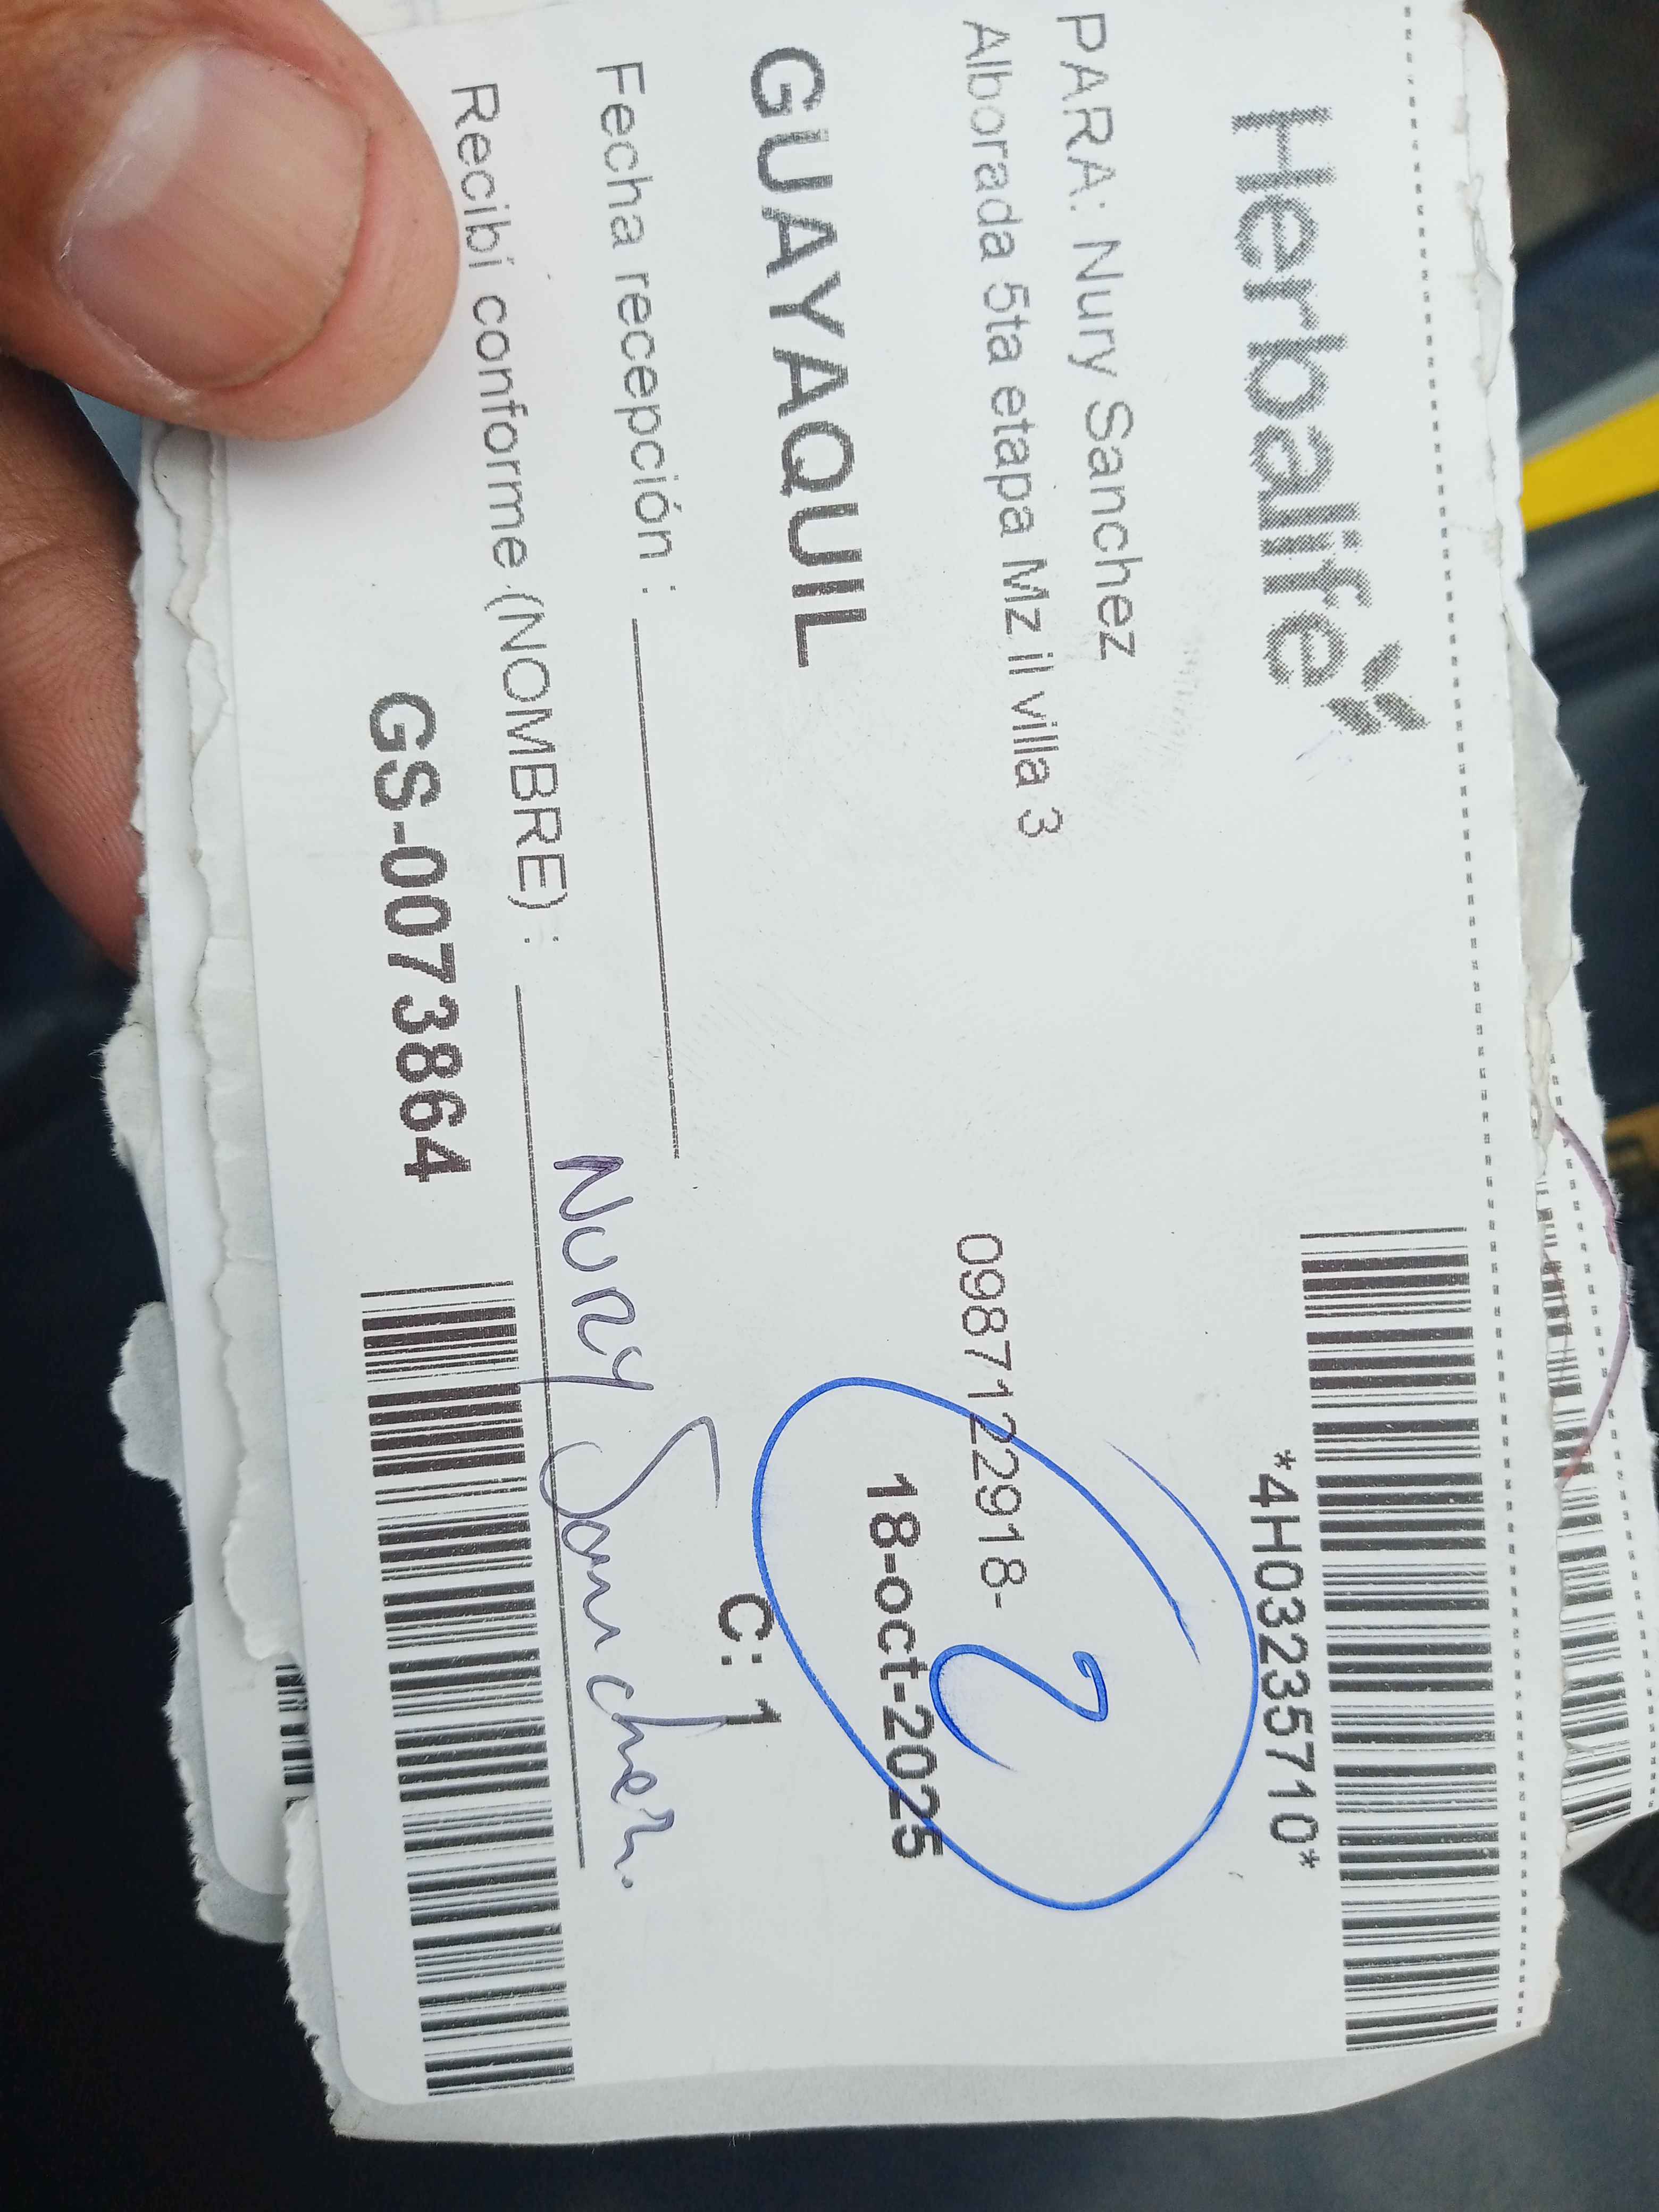 Herbalife
*4H03235710*
PARA: Nury Sanchez
Alborada 5ta etapa Mz il villa 3
0987122918-
2
18-oct-2025
GUAYAQUIL
C: 1
Fecha recepción :
Nury Sanchez.
Recibí conforme (NOMBRE) :
GS-0073864